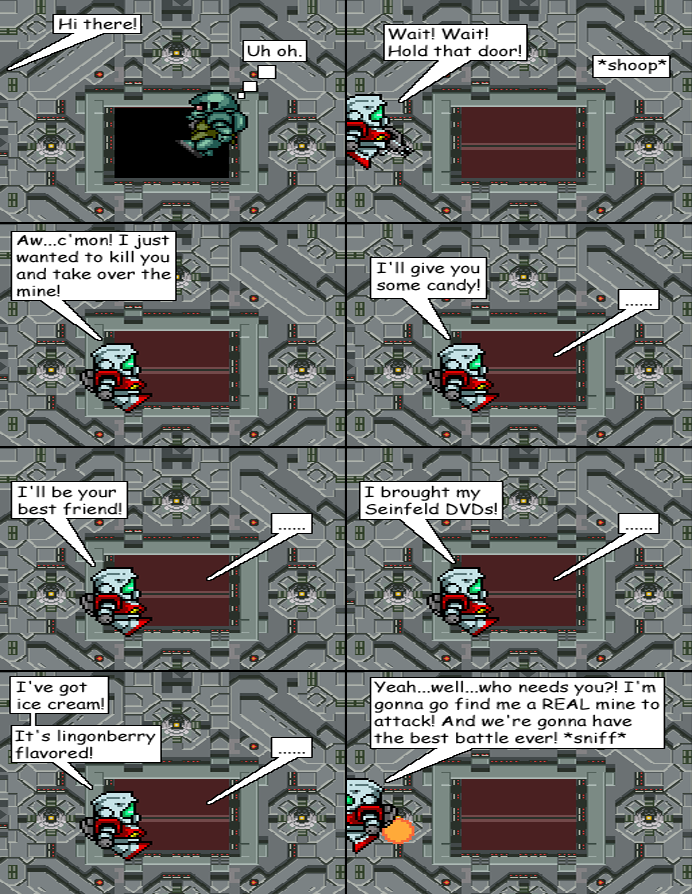 Hi there!
Uh oh.
Wait! Wait!
Hold that door!
*shoop*
Aw...c'mon! I just
wanted to kill you
and take over the
mine!
I'll give you
some candy!
......
I'll be your
best friend!
......
I brought my
Seinfeld DVDs!
......
I've got
ice cream!
It's lingonberry
flavored!
......
Yeah...well...who needs you?! I'm
gonna go find me a REAL mine to
attack! And we're gonna have
the best battle ever! *sniff*